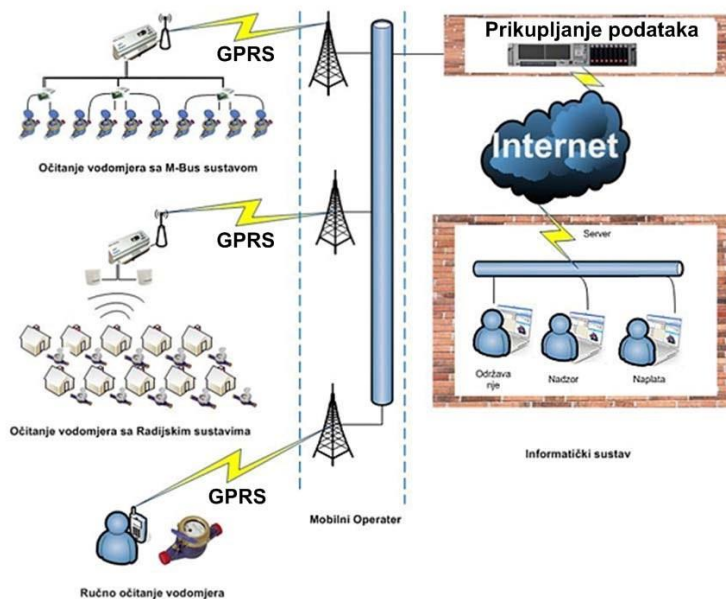 GPRS
Prikupljanje podataka
Očitanje vodomjera sa M-Bus sustavom
Internet
GPRS
Server
Održava
nje
Nadzor
Naplata
Očitanje vodomjera sa Radijskim sustavima
Informatički sustav
GPRS
Mobilni Operater
Ručno očitanje vodomjera